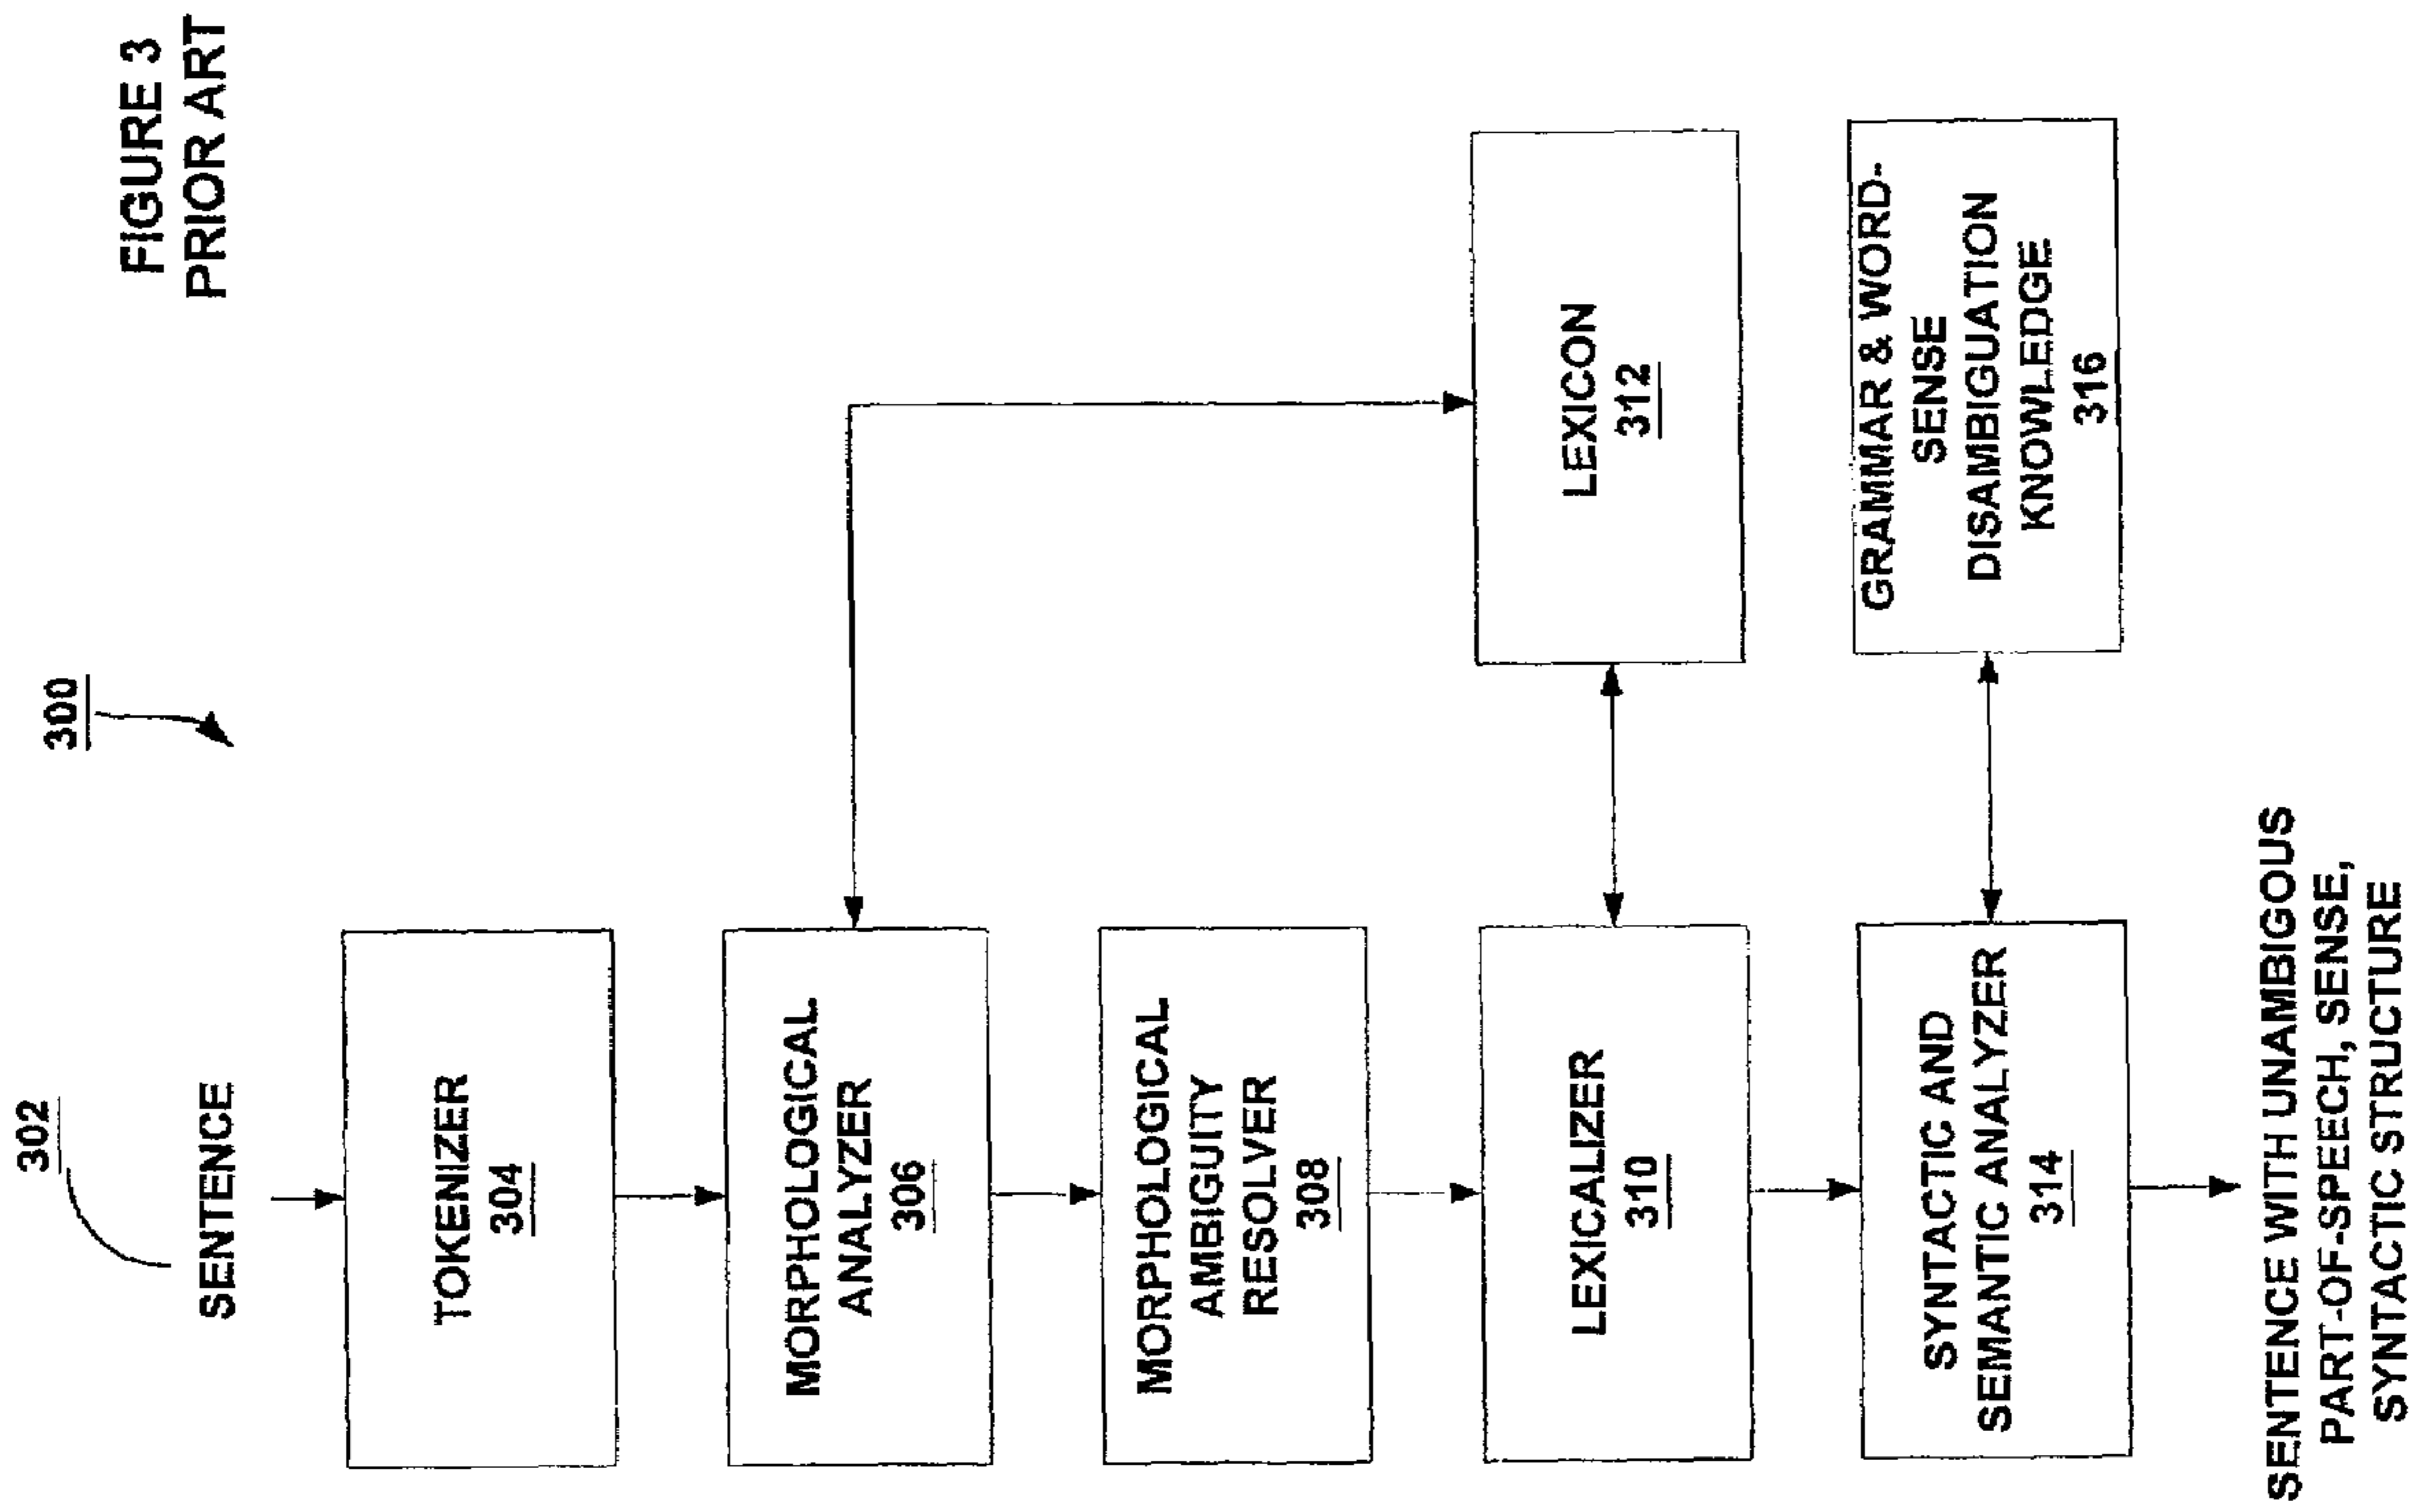 FIGURE 3
PRIOR ART
300
302
SENTENCE
TOKENIZER
304
MORPHOLOGICAL
ANALYZER
306
MORPHOLOGICAL
AMBIGUITY
RESOLVER
308
LEXICALIZER
310
LEXICON
312
SYNTACTIC AND
SEMANTIC ANALYZER
314
GRAMMAR & WORD-
SENSE
DISAMBIGUATION
KNOWLEDGE
316
SENTENCE WITH UNAMBIGOUS
PART-OF-SPEECH, SENSE,
SYNTACTIC STRUCTURE